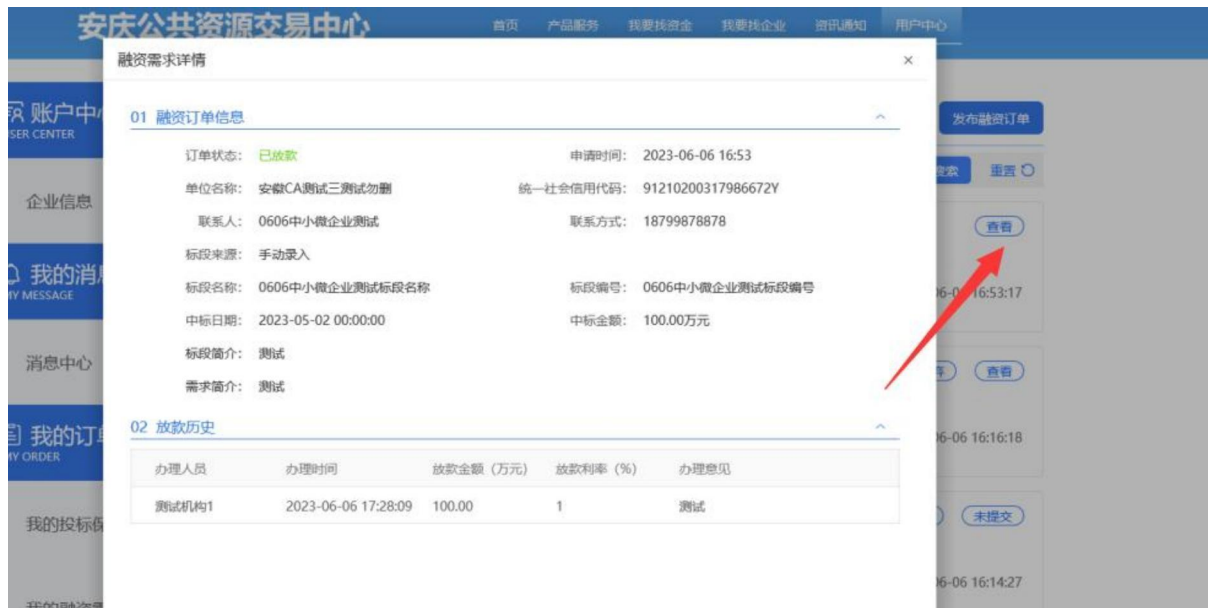 安庆公共资源交易中心
首页 产品服务 我要找资金 我要找企业 资讯通知 用户中心
融资需求详情 ×
账户中
SER CENTER
企业信息
我的消息
MY MESSAGE
消息中心
我的订单
MY ORDER
我的投标保
01 融资订单信息
订单状态： 已放款 申请时间： 2023-06-06 16:53
单位名称： 安徽CA测试三测试勿删 统一社会信用代码： 91210200317986672Y
联系人： 0606中小微企业测试 联系方式： 18799878878
标段来源： 手动录入
标段名称： 0606中小微企业测试标段名称 标段编号： 0606中小微企业测试标段编号
中标日期： 2023-05-02 00:00:00 中标金额： 100.00万元
标段简介： 测试
需求简介： 测试
02 放款历史
办理人员 办理时间 放款金额（万元） 放款利率（%） 办理意见
测试机构1 2023-06-06 17:28:09 100.00 1 测试
发布融资订单
搜索 重置
查看
16:53:17
查看
06-06 16:16:18
未提交
06-06 16:14:27